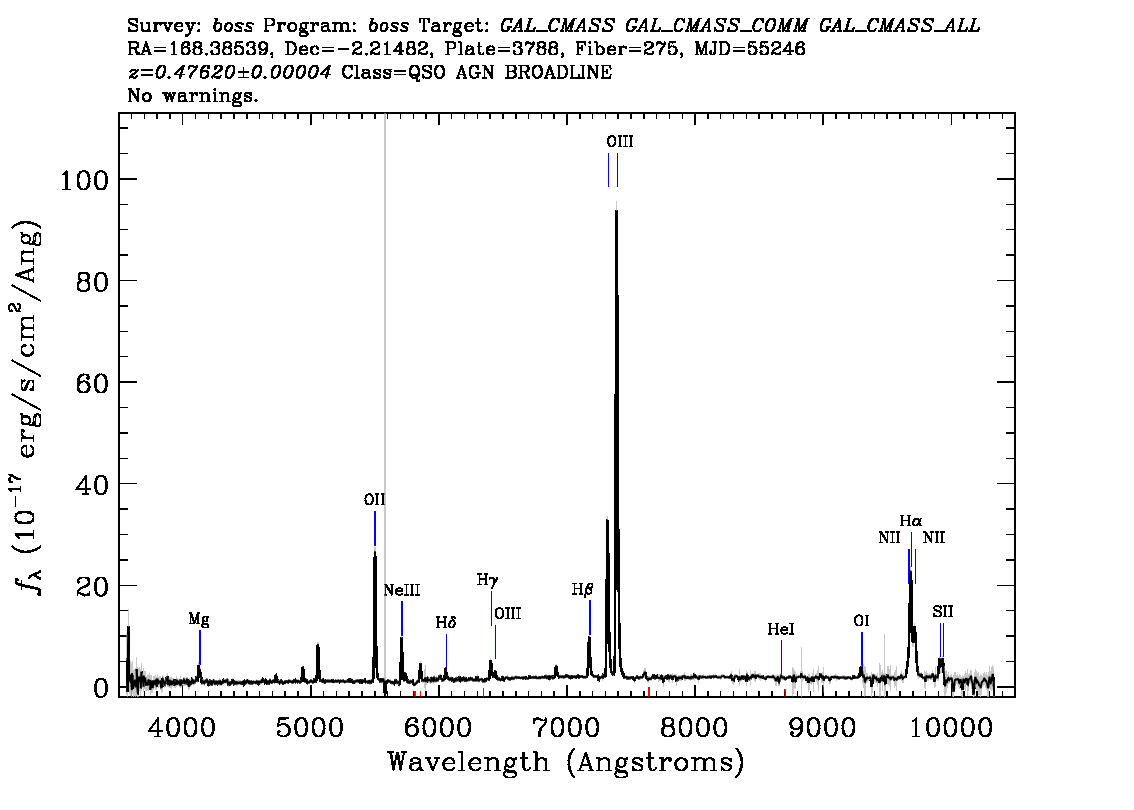 Survey: boss Program: boss Target: GAL_CMASS GAL_CMASS_COMM GAL_CMASS_ALL
RA=168.38539, Dec=−2.21482, Plate=3788, Fiber=275, MJD=55246
z=0.47620±0.00004 Class=QSO AGN BROADLINE
No warnings.
OIII
100
80
60
40
20
0
f_λ (10^−17 erg/s/cm^2/Ang)
OII
Hα
NII NII
NeIII
Hγ
Hβ
OIII
Mg
Hδ
HeI
OI
SII
4000 5000 6000 7000 8000 9000 10000
Wavelength (Angstroms)